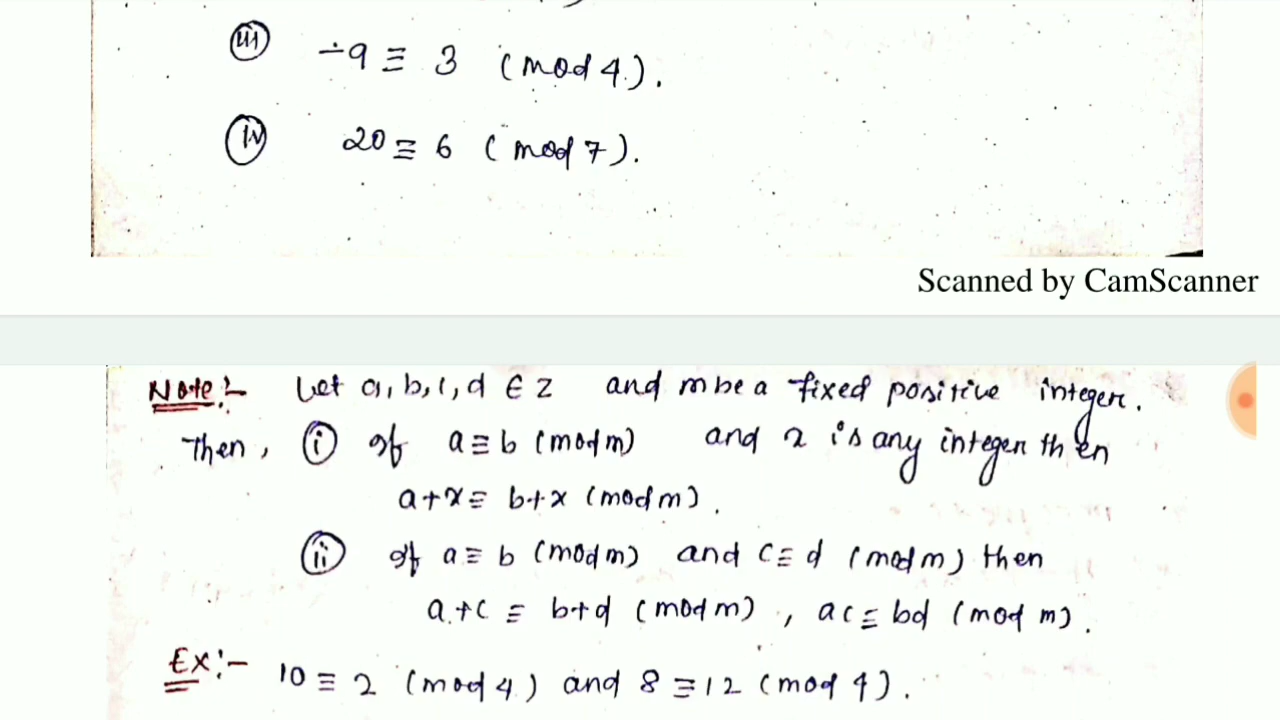 (iii) -9 ≡ 3 (mod 4).
(iv) 20 ≡ 6 (mod 7).
Scanned by CamScanner
Note:- Let a, b, c, d ∈ Z and m be a fixed positive integer.
Then, (i) If a ≡ b (mod m) and x is any integer then
a+x ≡ b+x (mod m).
(ii) If a ≡ b (mod m) and c ≡ d (mod m) then
a+c ≡ b+d (mod m), ac ≡ bd (mod m).
Ex:- 10 ≡ 2 (mod 4) and 8 ≡ 12 (mod 4).